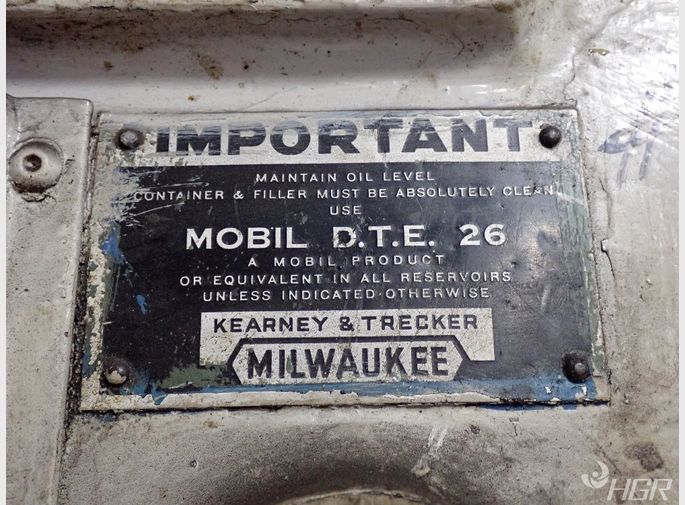 IMPORTANT
MAINTAIN OIL LEVEL
CONTAINER & FILLER MUST BE ABSOLUTELY CLEAN
USE
MOBIL D.T.E. 26
A MOBIL PRODUCT
OR EQUIVALENT IN ALL RESERVOIRS
UNLESS INDICATED OTHERWISE
KEARNEY & TRECKER
MILWAUKEE
HGR